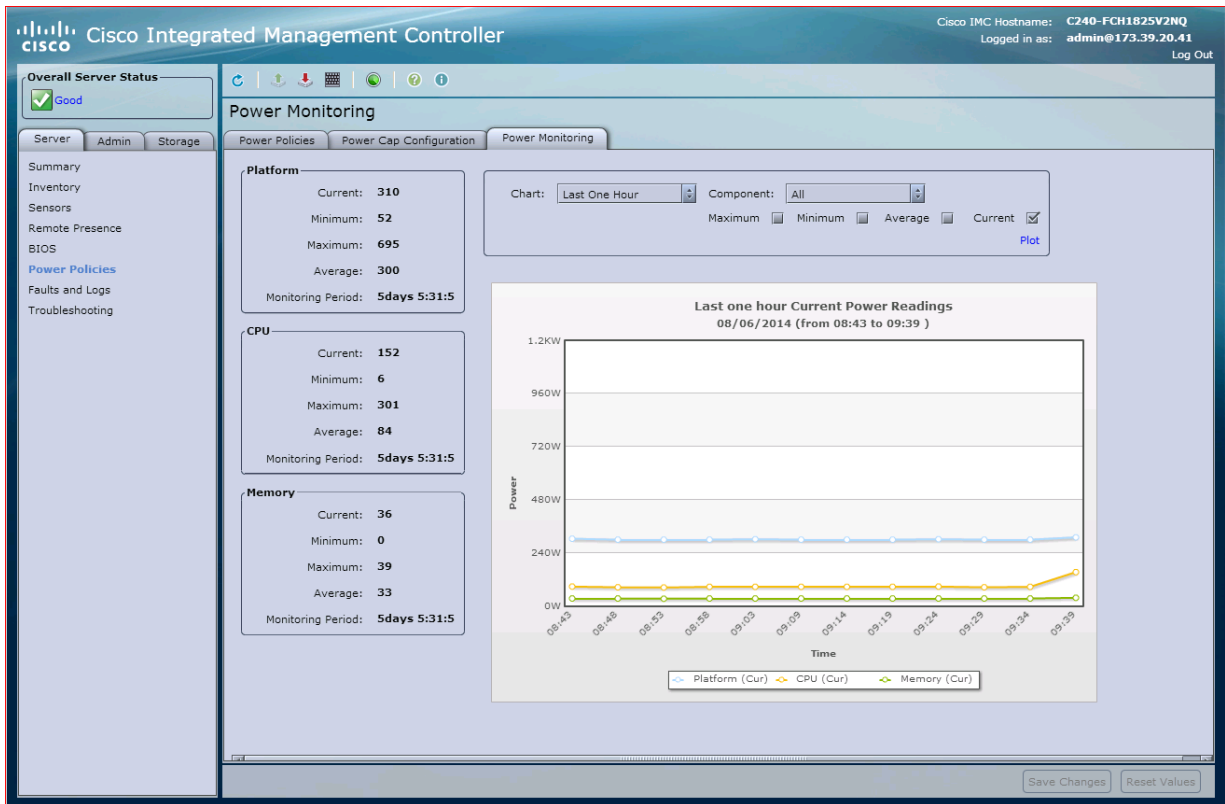 CISCO
Cisco Integrated Management Controller
Cisco IMC Hostname: C240-FCH1825V2NQ
Logged in as: admin@173.39.20.41
Log Out
Overall Server Status
Good
Server Admin Storage
Summary
Inventory
Sensors
Remote Presence
BIOS
Power Policies
Faults and Logs
Troubleshooting
Power Monitoring
Power Policies Power Cap Configuration Power Monitoring
Platform
Current: 310
Minimum: 52
Maximum: 695
Average: 300
Monitoring Period: 5days 5:31:5
CPU
Current: 152
Minimum: 6
Maximum: 301
Average: 84
Monitoring Period: 5days 5:31:5
Memory
Current: 36
Minimum: 0
Maximum: 39
Average: 33
Monitoring Period: 5days 5:31:5
Chart: Last One Hour Component: All
Maximum Minimum Average Current
Plot
Last one hour Current Power Readings
08/06/2014 (from 08:43 to 09:39 )
1.2KW
960W
720W
480W
240W
0W
Power
08:43 08:48 08:53 08:58 09:03 09:09 09:14 09:19 09:24 09:29 09:34 09:39
Time
Platform (Cur) CPU (Cur) Memory (Cur)
Save Changes Reset Values